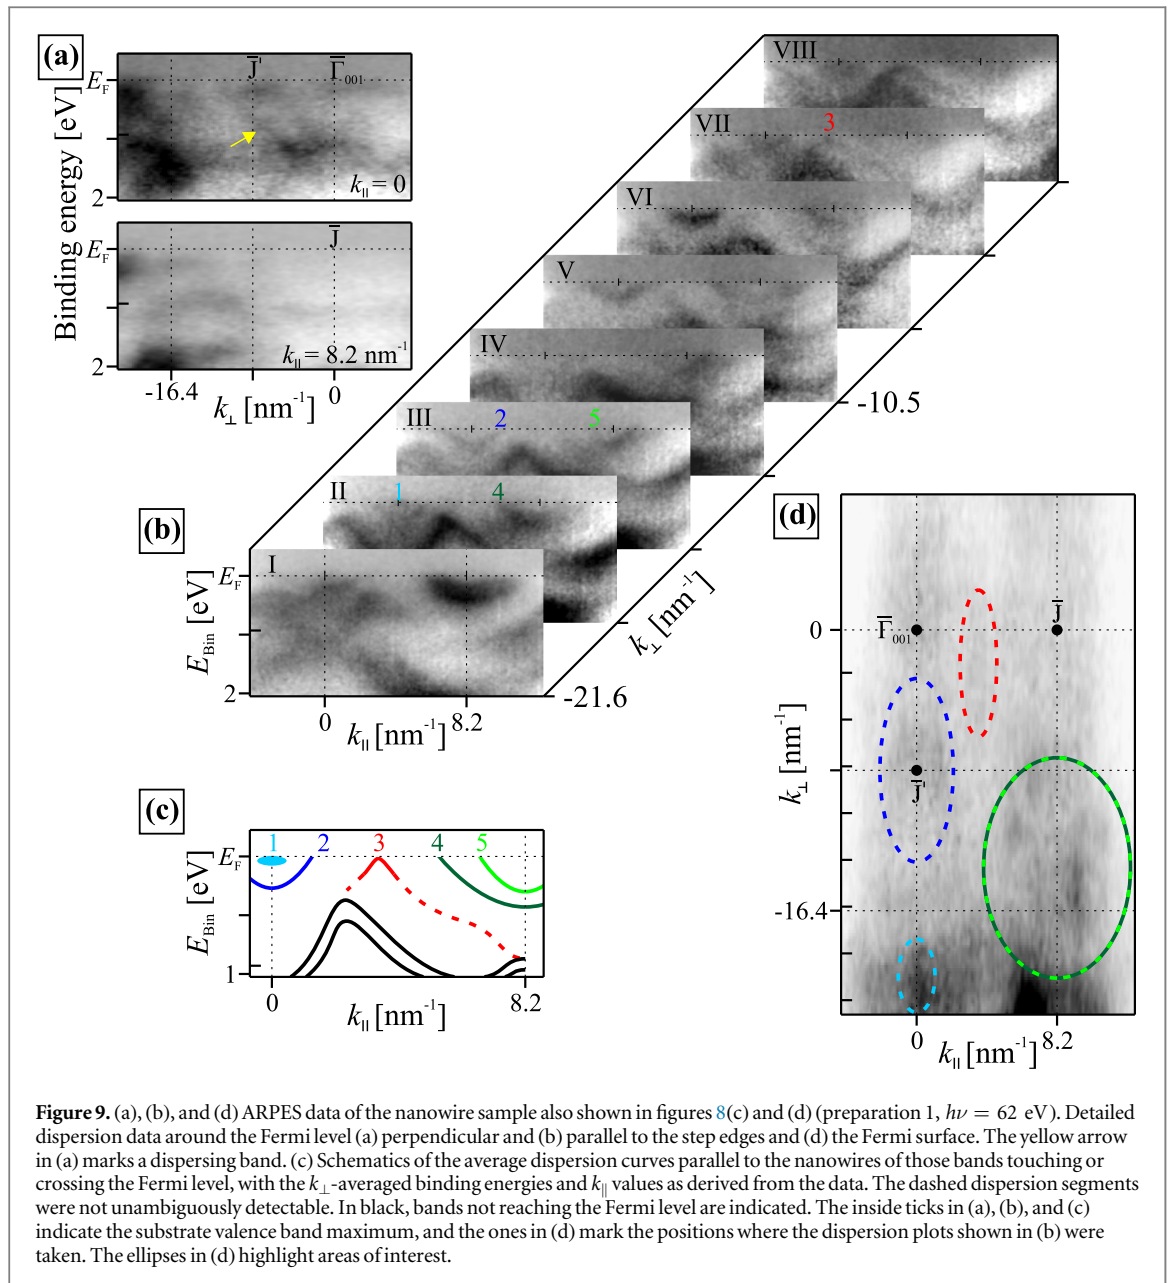 (a)
J̄'
Γ̄₀₀₁
E_F
k_∥ = 0
2
J̄
E_F
k_∥ = 8.2 nm⁻¹
2
Binding energy [eV]
-16.4
0
k_⊥ [nm⁻¹]
VIII
VII
3
VI
V
IV
III
2
5
II
1
4
I
(b)
E_F
E_Bin [eV]
2
0
8.2
k_∥ [nm⁻¹]
-10.5
-21.6
k_⊥ [nm⁻¹]
(c)
1
2
3
4
5
E_F
E_Bin [eV]
1
0
8.2
k_∥ [nm⁻¹]
(d)
0
Γ̄₀₀₁
J̄
J̄'
k_⊥ [nm⁻¹]
-16.4
0
8.2
k_∥ [nm⁻¹]
Figure 9. (a), (b), and (d) ARPES data of the nanowire sample also shown in figures 8(c) and (d) (preparation 1, hν = 62 eV). Detailed
dispersion data around the Fermi level (a) perpendicular and (b) parallel to the step edges and (d) the Fermi surface. The yellow arrow
in (a) marks a dispersing band. (c) Schematics of the average dispersion curves parallel to the nanowires of those bands touching or
crossing the Fermi level, with the k_⊥-averaged binding energies and k_∥ values as derived from the data. The dashed dispersion segments
were not unambiguously detectable. In black, bands not reaching the Fermi level are indicated. The inside ticks in (a), (b), and (c)
indicate the substrate valence band maximum, and the ones in (d) mark the positions where the dispersion plots shown in (b) were
taken. The ellipses in (d) highlight areas of interest.